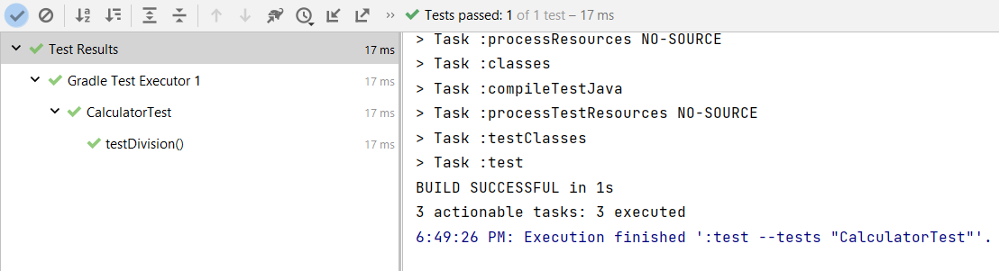 Tests passed: 1 of 1 test – 17 ms
Test Results 17 ms
Gradle Test Executor 1 17 ms
CalculatorTest 17 ms
testDivision() 17 ms
> Task :processResources NO-SOURCE
> Task :classes
> Task :compileTestJava
> Task :processTestResources NO-SOURCE
> Task :testClasses
> Task :test
BUILD SUCCESSFUL in 1s
3 actionable tasks: 3 executed
6:49:26 PM: Execution finished ':test --tests "CalculatorTest"'.